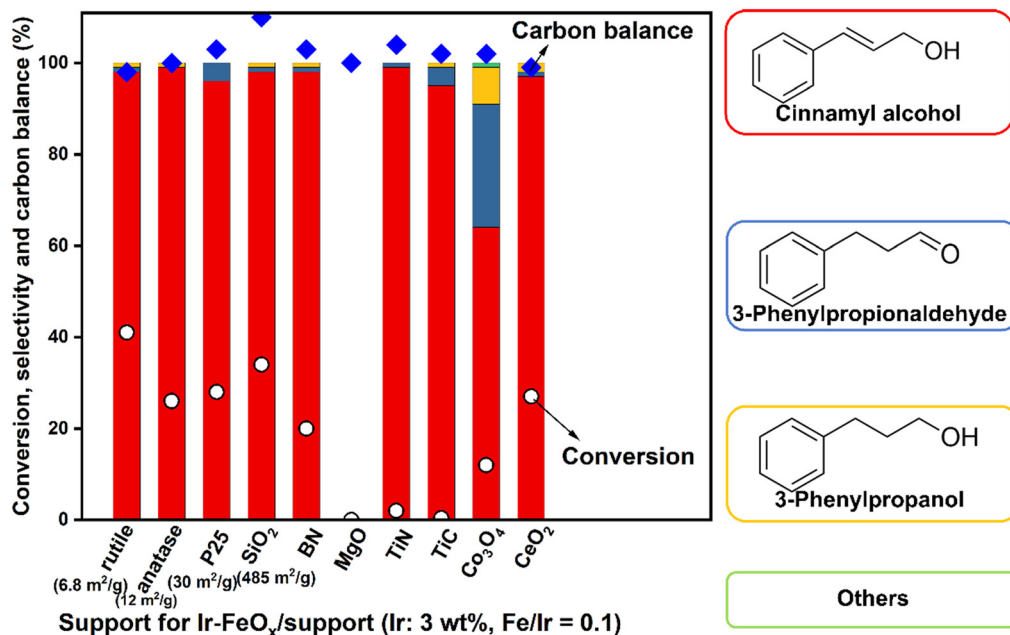 Conversion, selectivity and carbon balance (%)
100
80
60
40
20
0
Carbon balance
Conversion
rutile
(6.8 m²/g)
anatase
(12 m²/g)
P25
(30 m²/g)
SiO₂
(485 m²/g)
BN
MgO
TiN
TiC
Co₃O₄
CeO₂
Support for Ir-FeOₓ/support (Ir: 3 wt%, Fe/Ir = 0.1)
OH
Cinnamyl alcohol
O
3-Phenylpropionaldehyde
OH
3-Phenylpropanol
Others